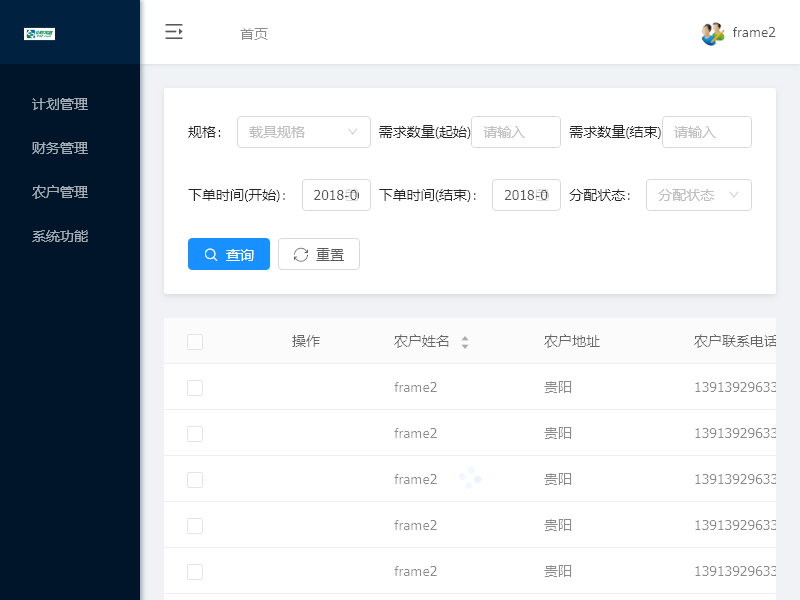 首页
frame2
计划管理
财务管理
农户管理
系统功能
规格： 载具规格 需求数量(起始) 请输入 需求数量(结束) 请输入
下单时间(开始)： 2018-0 下单时间(结束)： 2018-0 分配状态： 分配状态
查询 重置
操作 农户姓名 农户地址 农户联系电话
frame2 贵阳 13913929633
frame2 贵阳 13913929633
frame2 贵阳 13913929633
frame2 贵阳 13913929633
frame2 贵阳 13913929633